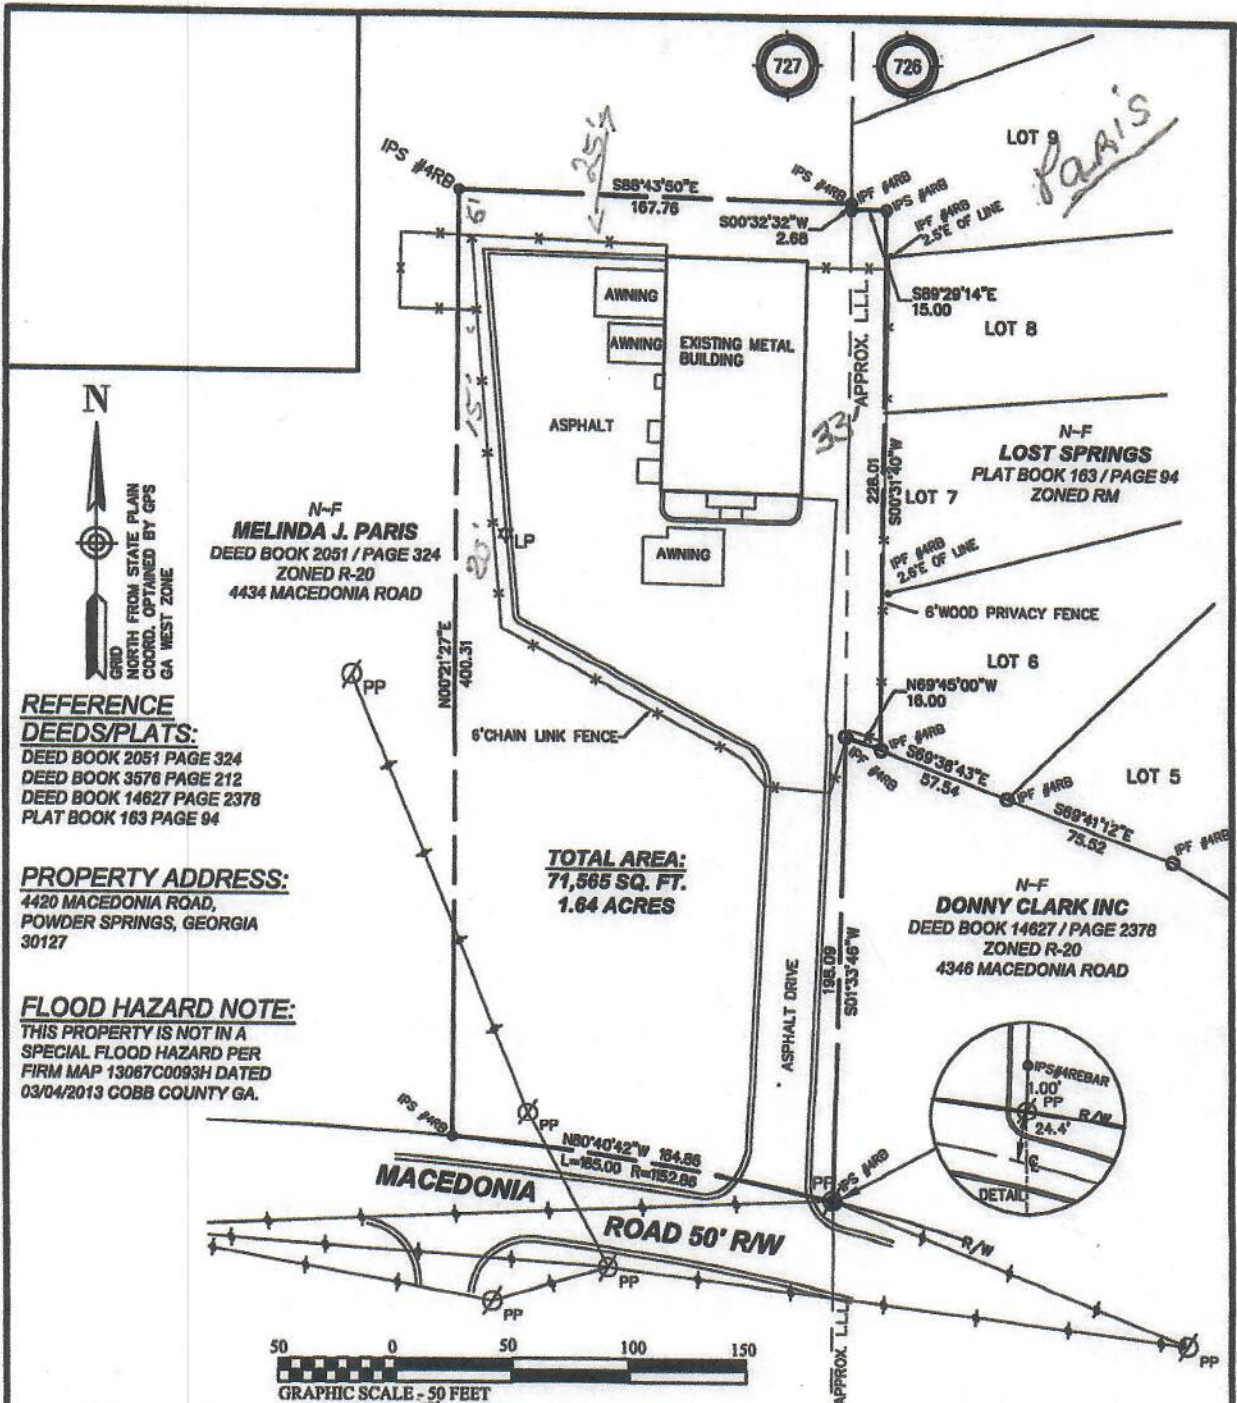 727
726
LOT 9
Paris
IPS #4RB
25'
S88°43'50"E
167.76
IPS #4RB
IPF #4RB
IPS #4RB
S00°32'32"W
2.68
IPF #4RB
2.5'E OF LINE
S89°29'14"E
15.00
6'
AWNING
AWNING
EXISTING METAL
BUILDING
APPROX. L.L.L.
LOT 8
N
15'
ASPHALT
33'
N~F
LOST SPRINGS
PLAT BOOK 163 / PAGE 94
ZONED RM
228.01
S00°31'40"W
LOT 7
GRID
NORTH FROM STATE PLAIN
COORD. OPTAINED BY GPS
GA WEST ZONE
N~F
MELINDA J. PARIS
DEED BOOK 2051 / PAGE 324
ZONED R-20
4434 MACEDONIA ROAD
LP
20'
AWNING
IPF #4RB
2.6'E OF LINE
6'WOOD PRIVACY FENCE
LOT 6
N00°21'27"E
400.31
PP
N69°45'00"W
16.00
REFERENCE
DEEDS/PLATS:
DEED BOOK 2051 PAGE 324
DEED BOOK 3576 PAGE 212
DEED BOOK 14627 PAGE 2378
PLAT BOOK 163 PAGE 94
6'CHAIN LINK FENCE
IPF #4RB
IPF #4RB
S69°38'43"E
57.54
LOT 5
IPF #4RB
S69°41'12"E
75.52
IPF #4RB
TOTAL AREA:
71,565 SQ. FT.
1.64 ACRES
PROPERTY ADDRESS:
4420 MACEDONIA ROAD,
POWDER SPRINGS, GEORGIA
30127
N~F
DONNY CLARK INC
DEED BOOK 14627 / PAGE 2378
ZONED R-20
4346 MACEDONIA ROAD
ASPHALT DRIVE
198.09
S01°33'46"W
FLOOD HAZARD NOTE:
THIS PROPERTY IS NOT IN A
SPECIAL FLOOD HAZARD PER
FIRM MAP 13067C0093H DATED
03/04/2013 COBB COUNTY GA.
IPS#4REBAR
1.00'
PP
R/W
24.4'
DETAIL
IPS #4RB
PP
N80°40'42"W 164.86
L=165.00 R=1152.86
PP
IPS #4RB
MACEDONIA
ROAD 50' R/W
R/W
PP
PP
PP
APPROX. L.L.L.
50 0 50 100 150
GRAPHIC SCALE - 50 FEET